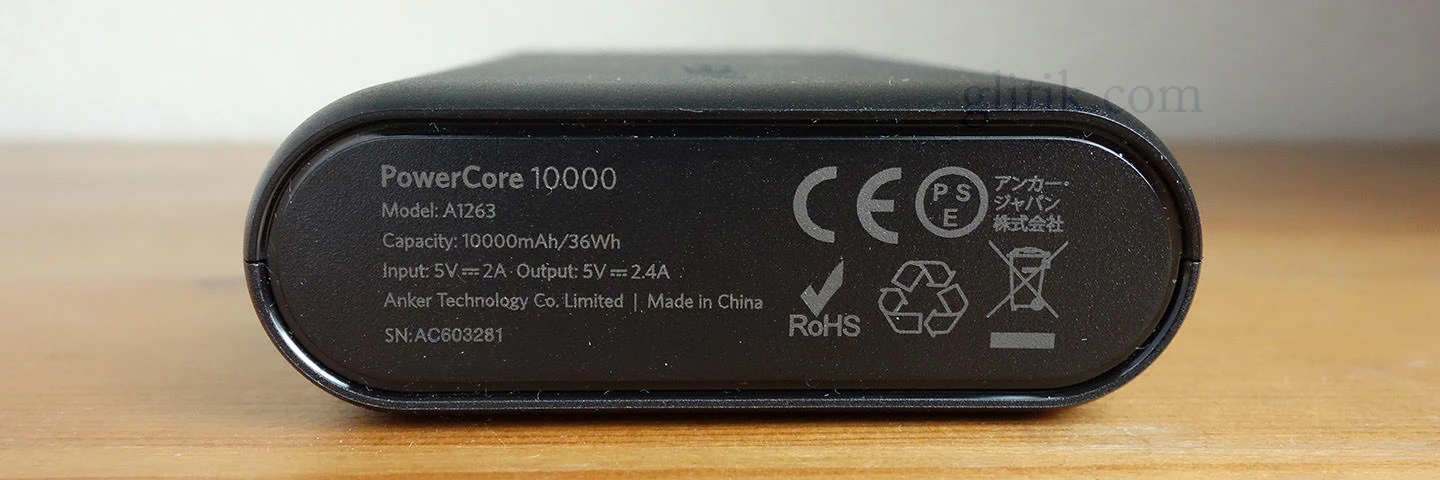 glitik.com
PowerCore 10000
Model: A1263
Capacity: 10000mAh/36Wh
Input: 5V⎓2A Output: 5V⎓2.4A
Anker Technology Co. Limited | Made in China
SN:AC603281
CE
PSE
アンカー・
ジャパン
株式会社
RoHS